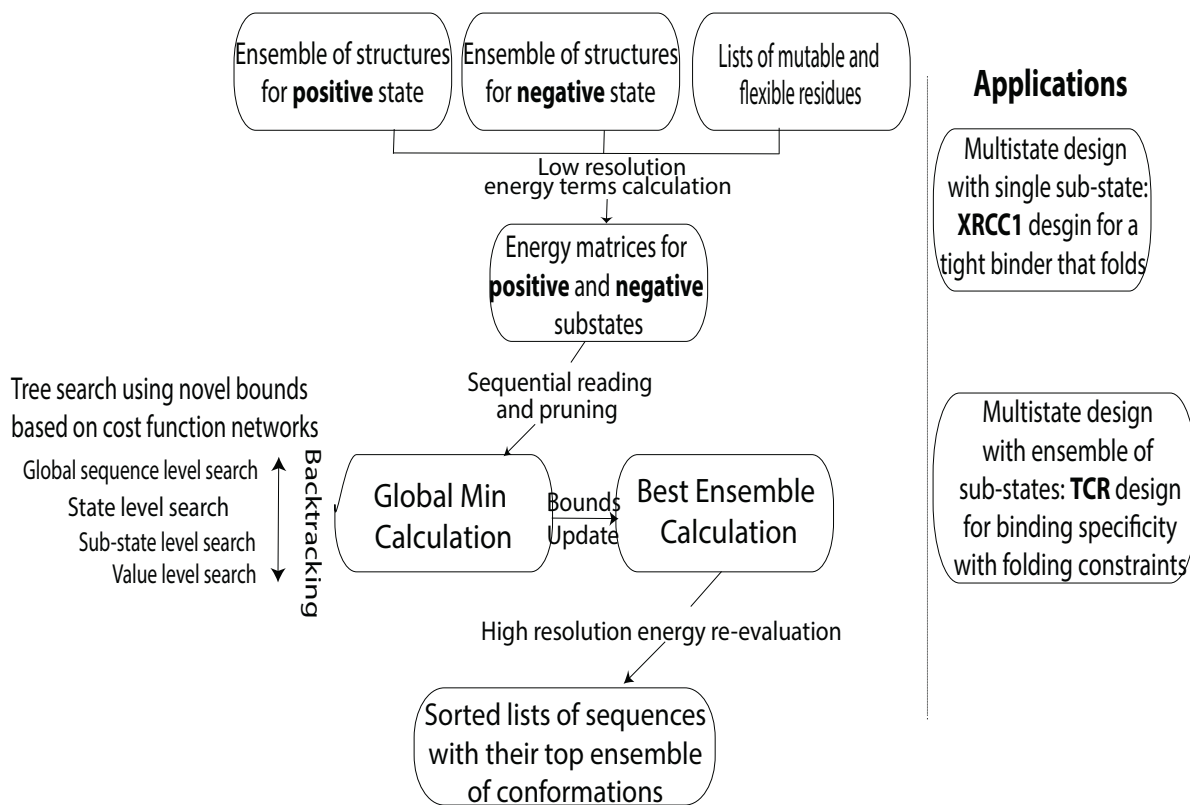 Ensemble of structures
for positive state
Ensemble of structures
for negative state
Lists of mutable and
flexible residues
Low resolution
energy terms calculation
Energy matrices for
positive and negative
substates
Sequential reading
and pruning
Tree search using novel bounds
based on cost function networks
Global sequence level search
State level search
Sub-state level search
Value level search
Backtracking
Global Min
Calculation
Bounds
Update
Best Ensemble
Calculation
High resolution energy re-evaluation
Sorted lists of sequences
with their top ensemble
of conformations
Applications
Multistate design
with single sub-state:
XRCC1 desgin for a
tight binder that folds
Multistate design
with ensemble of
sub-states: TCR design
for binding specificity
with folding constraints